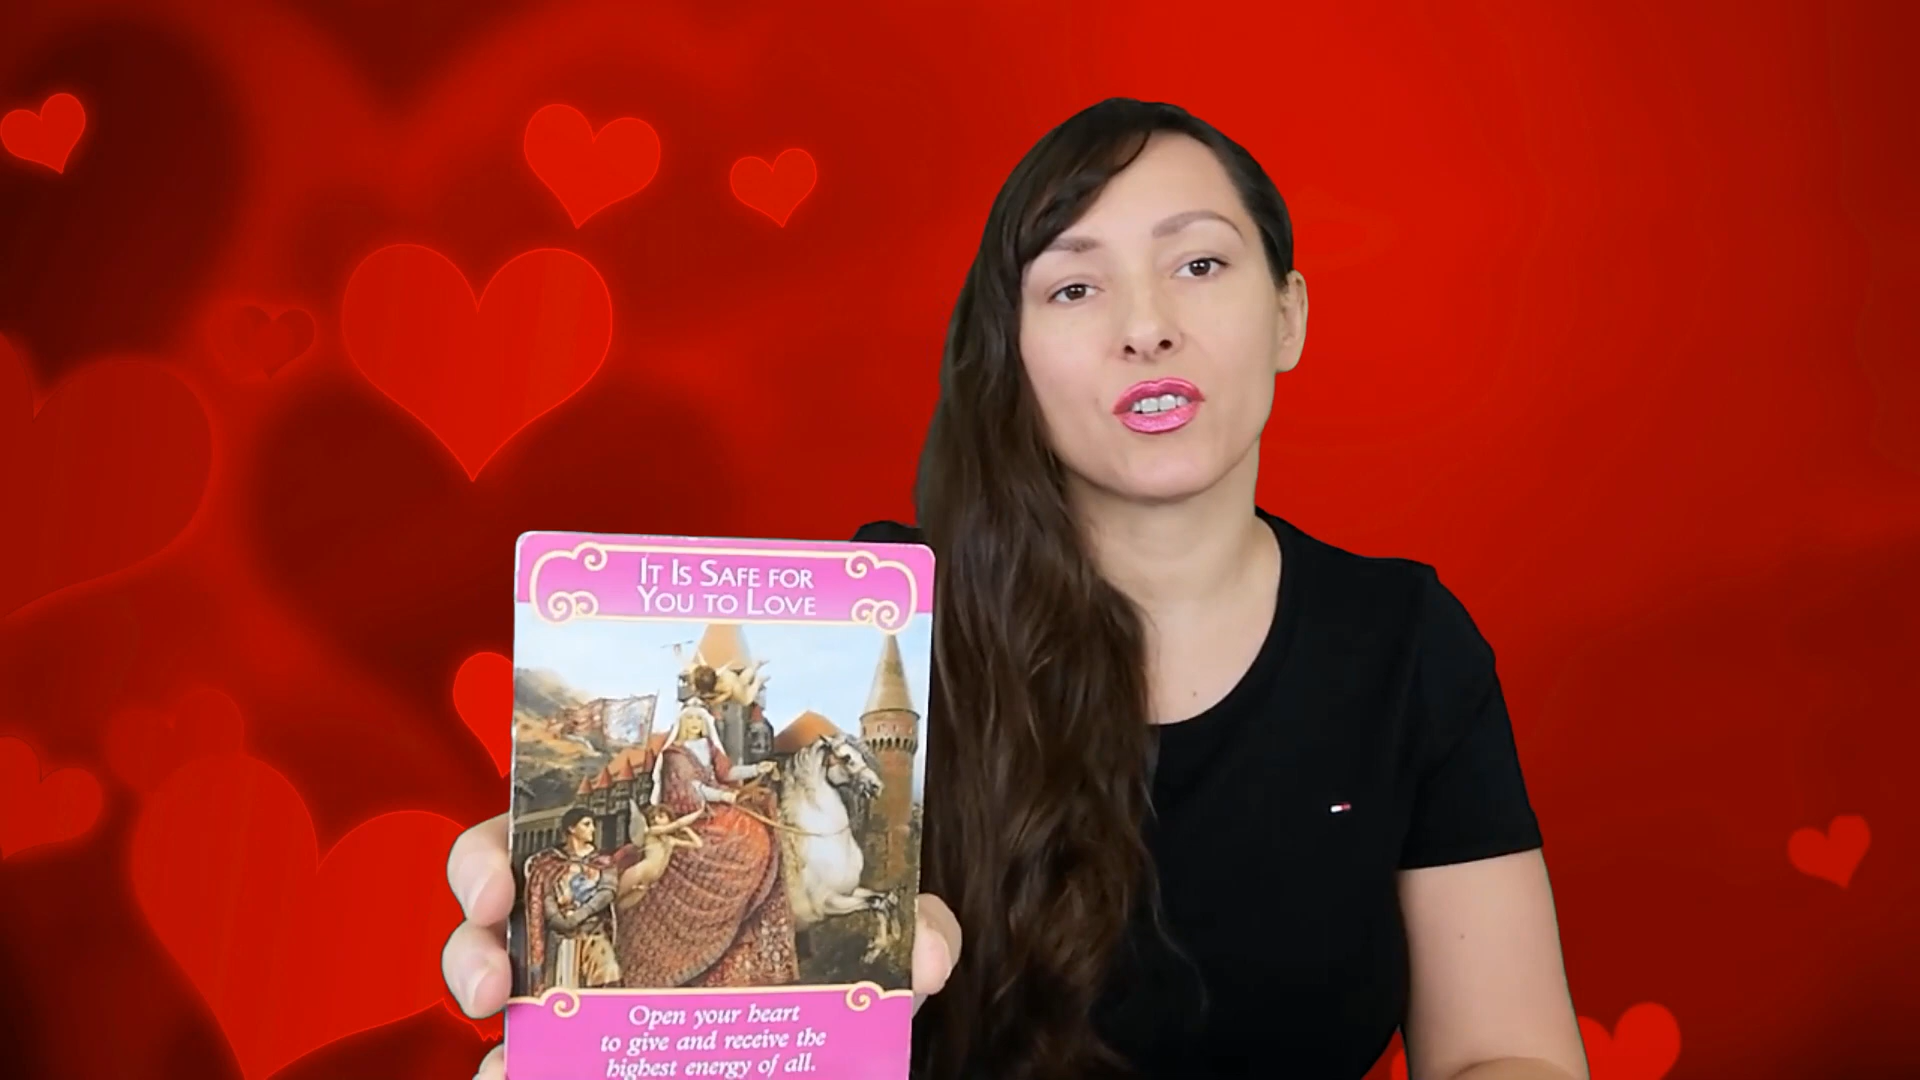 It Is Safe for
You to Love
Open your heart
to give and receive the
highest energy of all.